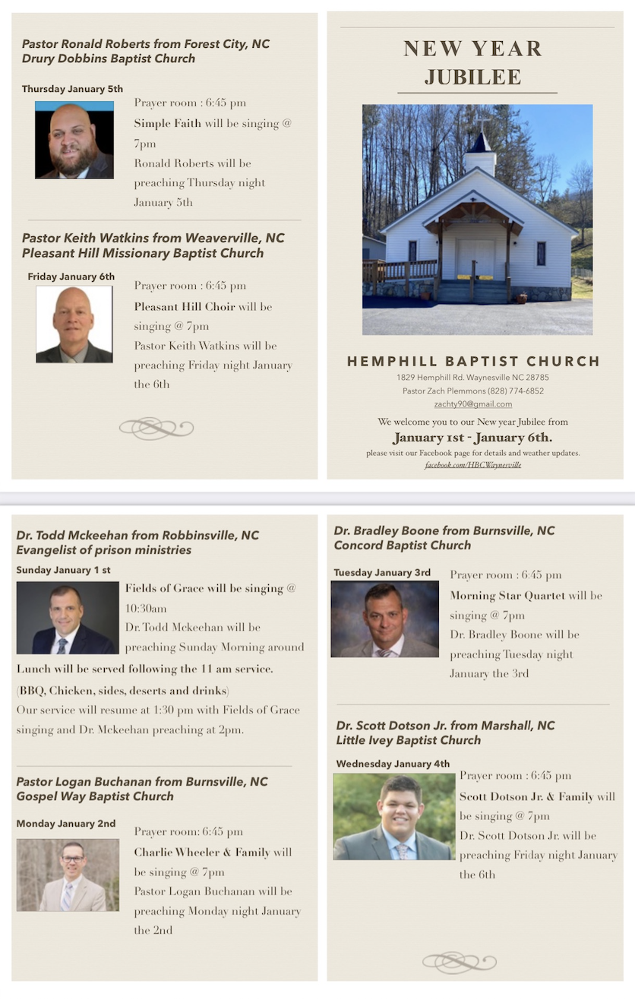 Pastor Ronald Roberts from Forest City, NC
Drury Dobbins Baptist Church
Thursday January 5th
Prayer room : 6:45 pm
Simple Faith will be singing @
7pm
Ronald Roberts will be
preaching Thursday night
January 5th
Pastor Keith Watkins from Weaverville, NC
Pleasant Hill Missionary Baptist Church
Friday January 6th
Prayer room : 6:45 pm
Pleasant Hill Choir will be
singing @ 7pm
Pastor Keith Watkins will be
preaching Friday night January
the 6th
NEW YEAR
JUBILEE
HEMPHILL BAPTIST CHURCH
1829 Hemphill Rd. Waynesville NC 28785
Pastor Zach Plemmons (828) 774-6852
zachty90@gmail.com
We welcome you to our New year Jubilee from
January 1st - January 6th.
please visit our Facebook page for details and weather updates.
facebook.com/HBCWaynesville
Dr. Todd Mckeehan from Robbinsville, NC
Evangelist of prison ministries
Sunday January 1 st
Fields of Grace will be singing @
10:30am
Dr. Todd Mckeehan will be
preaching Sunday Morning around
Lunch will be served following the 11 am service.
(BBQ, Chicken, sides, deserts and drinks)
Our service will resume at 1:30 pm with Fields of Grace
singing and Dr. Mckeehan preaching at 2pm.
Pastor Logan Buchanan from Burnsville, NC
Gospel Way Baptist Church
Monday January 2nd
Prayer room: 6:45 pm
Charlie Wheeler & Family will
be singing @ 7pm
Pastor Logan Buchanan will be
preaching Monday night January
the 2nd
Dr. Bradley Boone from Burnsville, NC
Concord Baptist Church
Tuesday January 3rd
Prayer room : 6:45 pm
Morning Star Quartet will be
singing @ 7pm
Dr. Bradley Boone will be
preaching Tuesday night
January the 3rd
Dr. Scott Dotson Jr. from Marshall, NC
Little Ivey Baptist Church
Wednesday January 4th
Prayer room : 6:45 pm
Scott Dotson Jr. & Family will
be singing @ 7pm
Dr. Scott Dotson Jr. will be
preaching Friday night January
the 6th